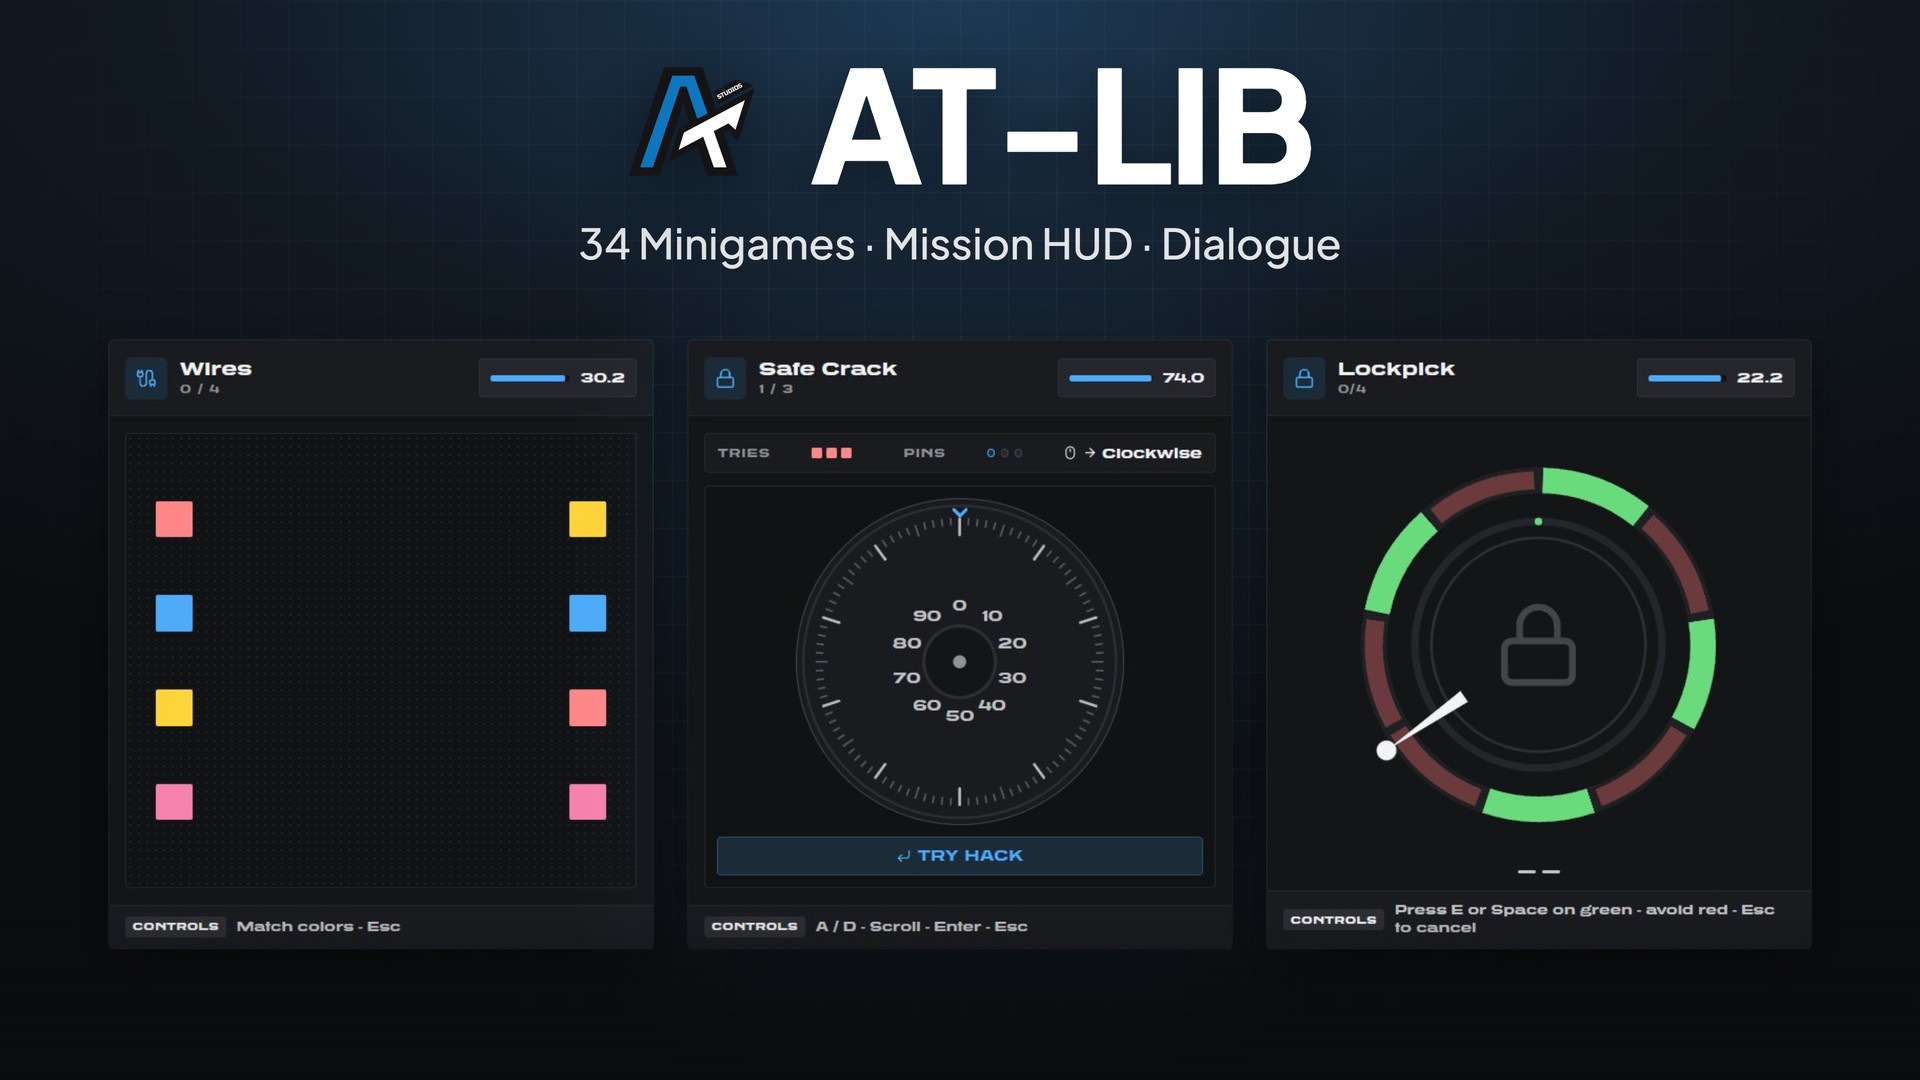 STUDIOS
AT-LIB
34 Minigames · Mission HUD · Dialogue
Wires
0 / 4
30.2
CONTROLS Match colors - Esc
Safe Crack
1 / 3
74.0
TRIES PINS 0 0 0 → Clockwise
0
10
20
30
40
50
60
70
80
90
TRY HACK
CONTROLS A / D - Scroll - Enter - Esc
Lockpick
0/4
22.2
CONTROLS Press E or Space on green - avoid red - Esc
to cancel